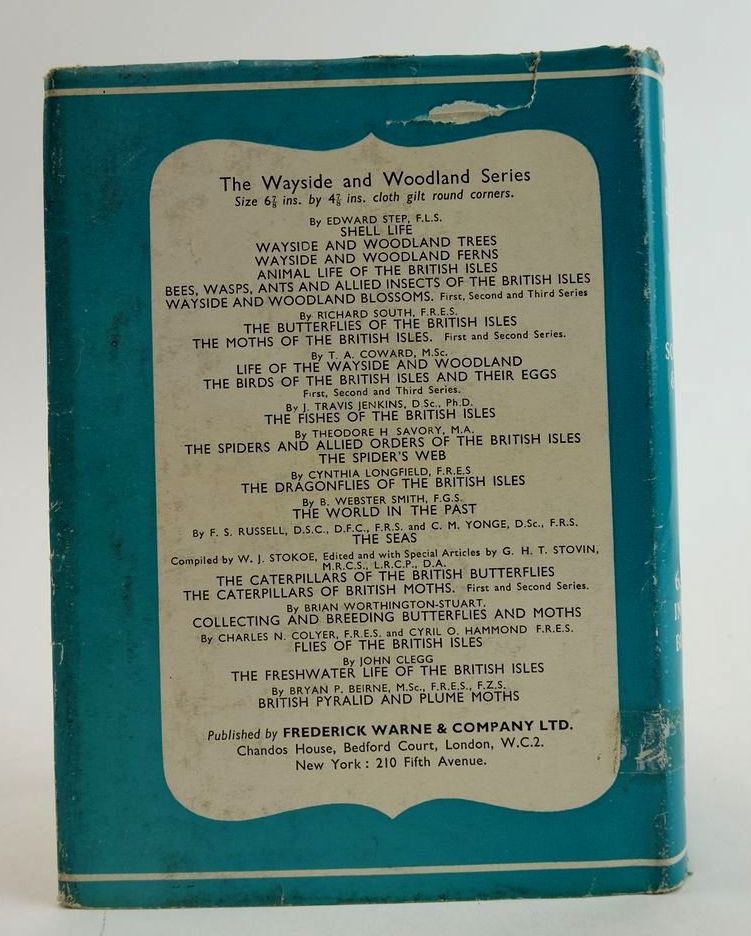 The Wayside and Woodland Series
Size 6⅞ ins. by 4⅞ ins. cloth gilt round corners.
By EDWARD STEP, F.L.S.
SHELL LIFE
WAYSIDE AND WOODLAND TREES
WAYSIDE AND WOODLAND FERNS
ANIMAL LIFE OF THE BRITISH ISLES
BEES, WASPS, ANTS AND ALLIED INSECTS OF THE BRITISH ISLES
WAYSIDE AND WOODLAND BLOSSOMS. First, Second and Third Series
By RICHARD SOUTH, F.R.E.S.
THE BUTTERFLIES OF THE BRITISH ISLES
THE MOTHS OF THE BRITISH ISLES. First and Second Series.
By T. A. COWARD, M.Sc.
LIFE OF THE WAYSIDE AND WOODLAND
THE BIRDS OF THE BRITISH ISLES AND THEIR EGGS
First, Second and Third Series.
By J. TRAVIS JENKINS, D Sc., Ph.D.
THE FISHES OF THE BRITISH ISLES
By THEODORE H SAVORY, M.A.
THE SPIDERS AND ALLIED ORDERS OF THE BRITISH ISLES
THE SPIDER'S WEB
By CYNTHIA LONGFIELD, F.R.E.S
THE DRAGONFLIES OF THE BRITISH ISLES
By B. WEBSTER SMITH, F.G.S.
THE WORLD IN THE PAST
By F. S. RUSSELL, D.S.C., D.F.C., F.R.S. and C. M. YONGE, D.Sc., F.R.S.
THE SEAS
Compiled by W. J. STOKOE, Edited and with Special Articles by G. H. T. STOVIN,
M.R.C.S., L.R.C.P., D.A.
THE CATERPILLARS OF THE BRITISH BUTTERFLIES
THE CATERPILLARS OF BRITISH MOTHS. First and Second Series.
By BRIAN WORTHINGTON-STUART.
COLLECTING AND BREEDING BUTTERFLIES AND MOTHS
By CHARLES N. COLYER, F.R.E.S. and CYRIL O. HAMMOND F.R.E.S.
FLIES OF THE BRITISH ISLES
By JOHN CLEGG
THE FRESHWATER LIFE OF THE BRITISH ISLES
By BRYAN P. BEIRNE, M.Sc., F.R.E.S., F.Z.S.
BRITISH PYRALID AND PLUME MOTHS
Published by FREDERICK WARNE & COMPANY LTD.
Chandos House, Bedford Court, London, W.C.2.
New York : 210 Fifth Avenue.